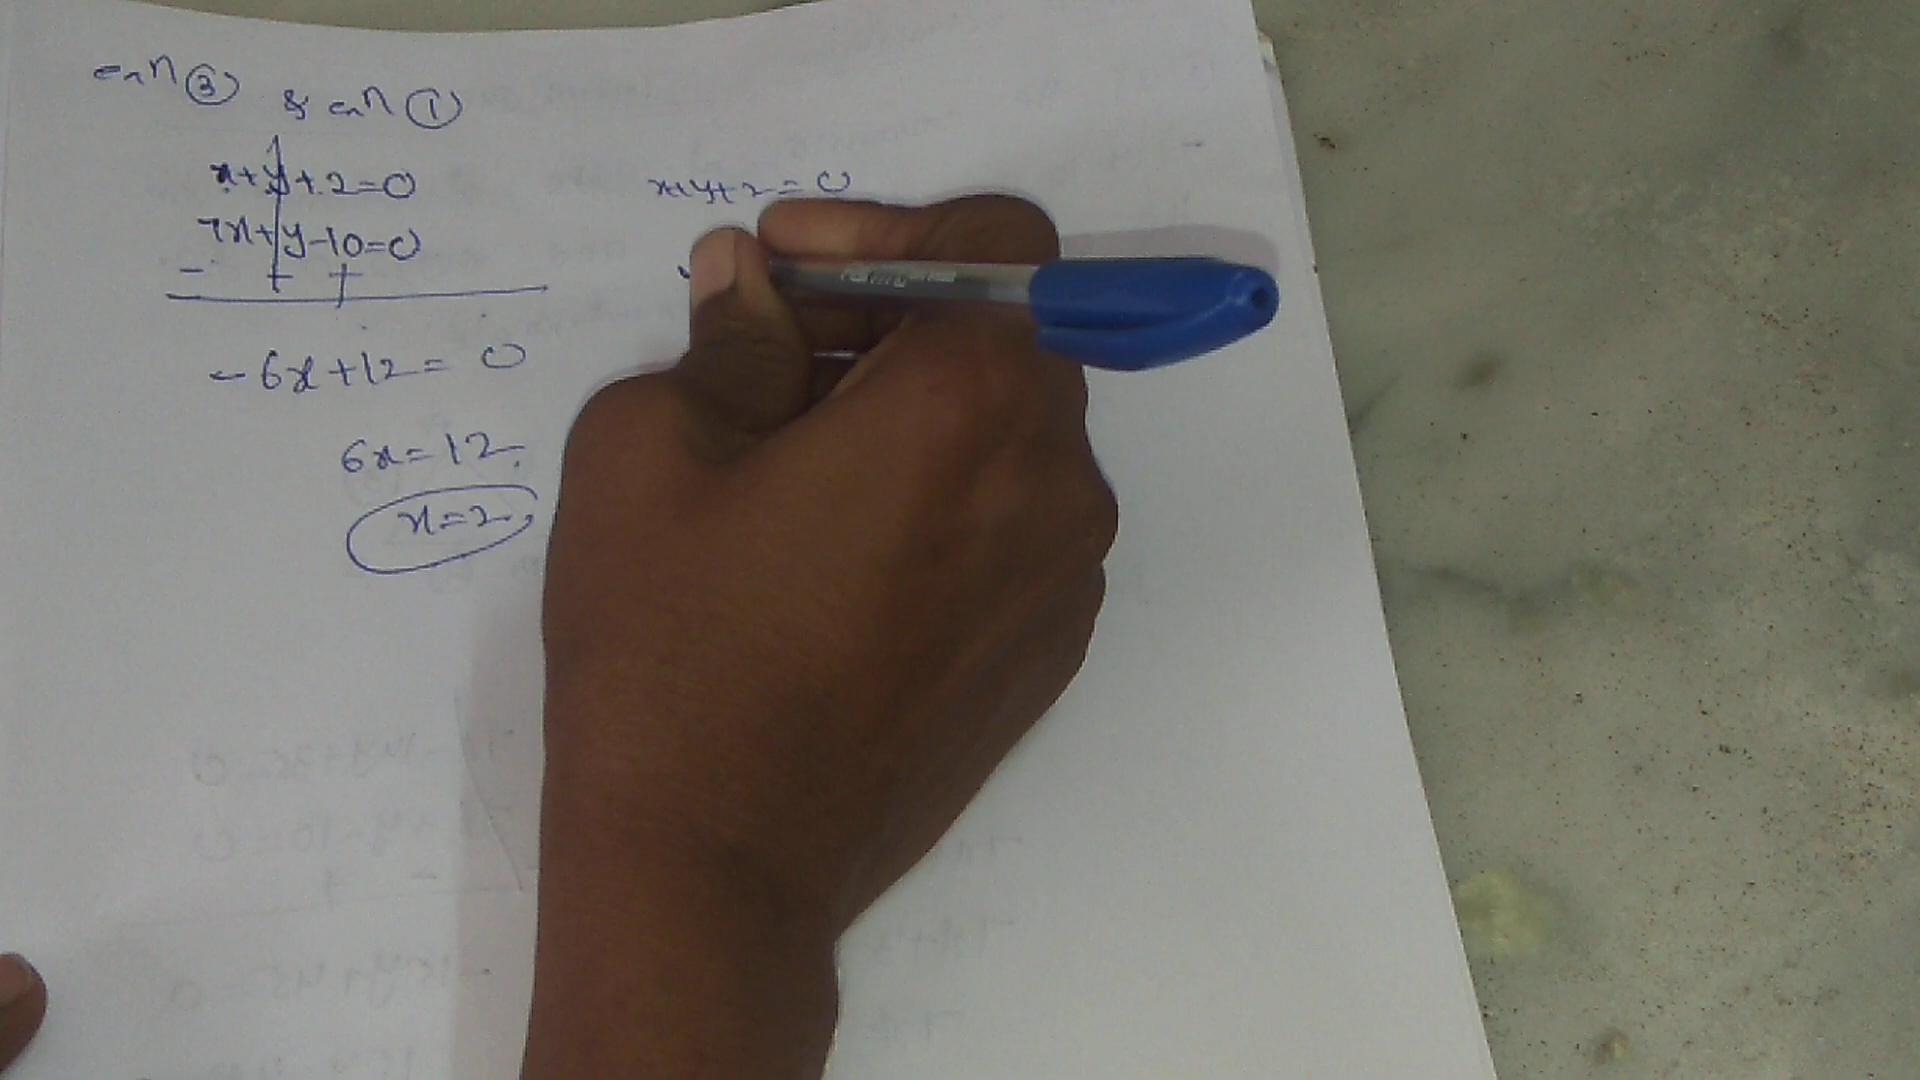 eqn ③ & eqn ①
x+y+2=0
7x+y-10=0
- - +
-6x+12=0
6x=12
x=2
x+y+2=0